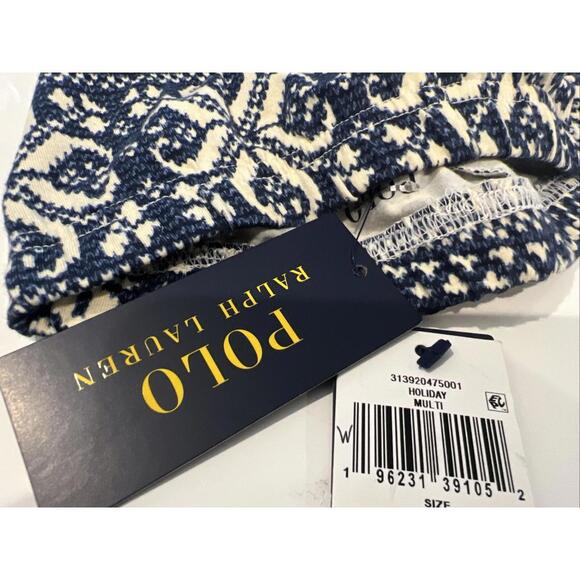 POLO
RALPH LAUREN
313920475001
HOLIDAY
MULTI
W
1 96231 39105 2
SIZE